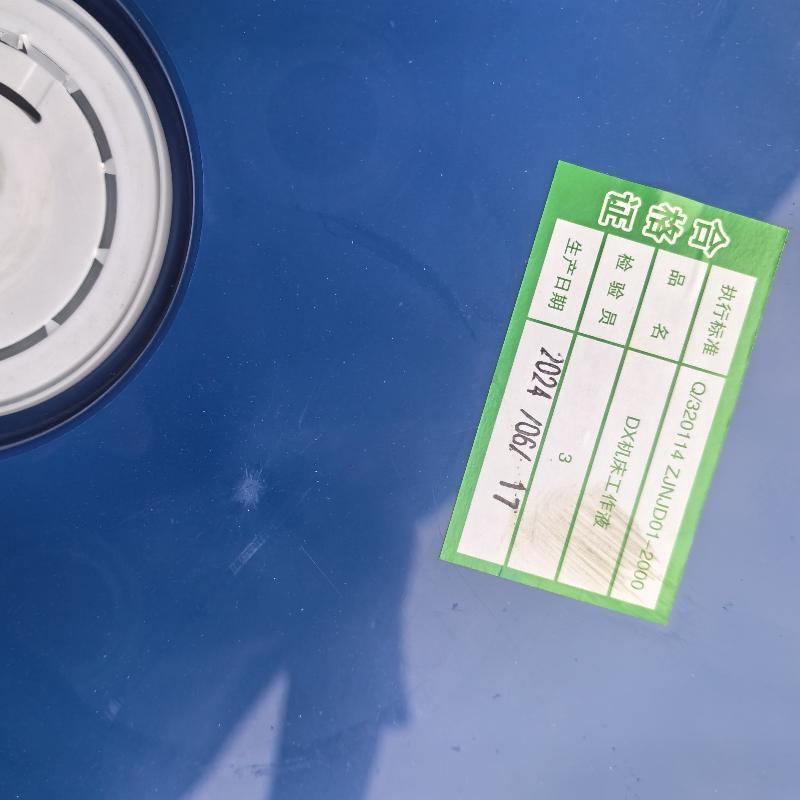 合格证
执行标准 Q/320114 ZJNJD01-2000
品名 DX机床工作液
检验员 3
生产日期 2024/06/17